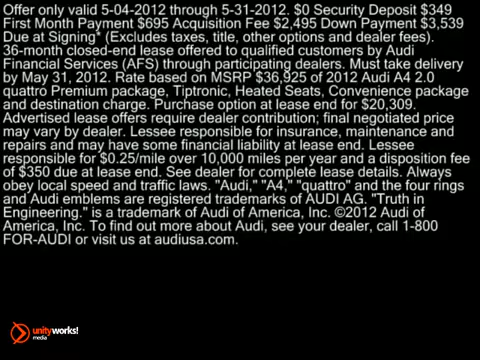 Offer only valid 5-04-2012 through 5-31-2012. $0 Security Deposit $349
First Month Payment $695 Acquisition Fee $2,495 Down Payment $3,539
Due at Signing* (Excludes taxes, title, other options and dealer fees).
36-month closed-end lease offered to qualified customers by Audi
Financial Services (AFS) through participating dealers. Must take delivery
by May 31, 2012. Rate based on MSRP $36,925 of 2012 Audi A4 2.0
quattro Premium package, Tiptronic, Heated Seats, Convenience package
and destination charge. Purchase option at lease end for $20,309.
Advertised lease offers require dealer contribution; final negotiated price
may vary by dealer. Lessee responsible for insurance, maintenance and
repairs and may have some financial liability at lease end. Lessee
responsible for $0.25/mile over 10,000 miles per year and a disposition fee
of $350 due at lease end. See dealer for complete lease details. Always
obey local speed and traffic laws. "Audi," "A4," "quattro" and the four rings
and Audi emblems are registered trademarks of AUDI AG. "Truth in
Engineering." is a trademark of Audi of America, Inc. ©2012 Audi of
America, Inc. To find out more about Audi, see your dealer, call 1-800
FOR-AUDI or visit us at audiusa.com.
unityworks!
media